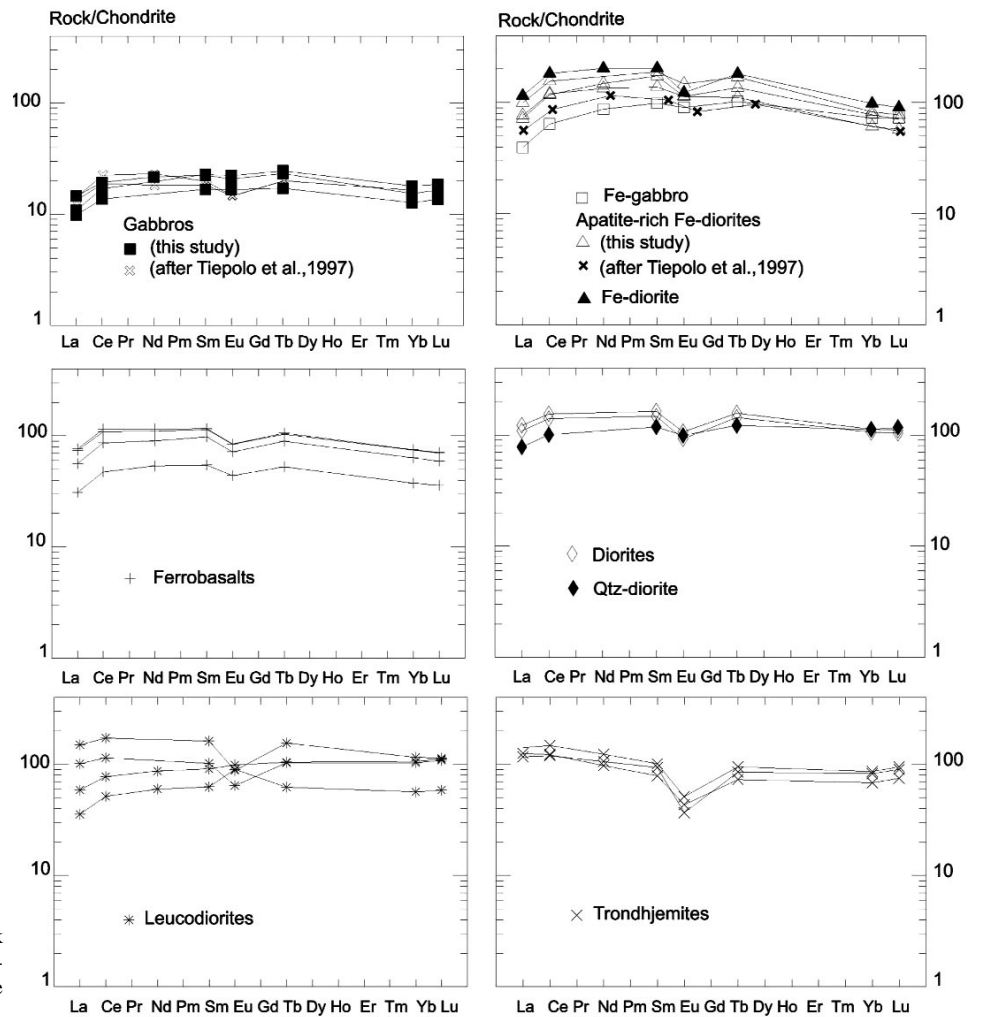 Rock/Chondrite
100
10
1
Gabbros
(this study)
(after Tiepolo et al.,1997)
La Ce Pr Nd Pm Sm Eu Gd Tb Dy Ho Er Tm Yb Lu
Rock/Chondrite
100
10
1
Fe-gabbro
Apatite-rich Fe-diorites
(this study)
(after Tiepolo et al.,1997)
Fe-diorite
La Ce Pr Nd Pm Sm Eu Gd Tb Dy Ho Er Tm Yb Lu
100
10
1
Ferrobasalts
La Ce Pr Nd Pm Sm Eu Gd Tb Dy Ho Er Tm Yb Lu
100
10
1
Diorites
Qtz-diorite
La Ce Pr Nd Pm Sm Eu Gd Tb Dy Ho Er Tm Yb Lu
100
10
1
Leucodiorites
La Ce Pr Nd Pm Sm Eu Gd Tb Dy Ho Er Tm Yb Lu
100
10
1
Trondhjemites
La Ce Pr Nd Pm Sm Eu Gd Tb Dy Ho Er Tm Yb Lu